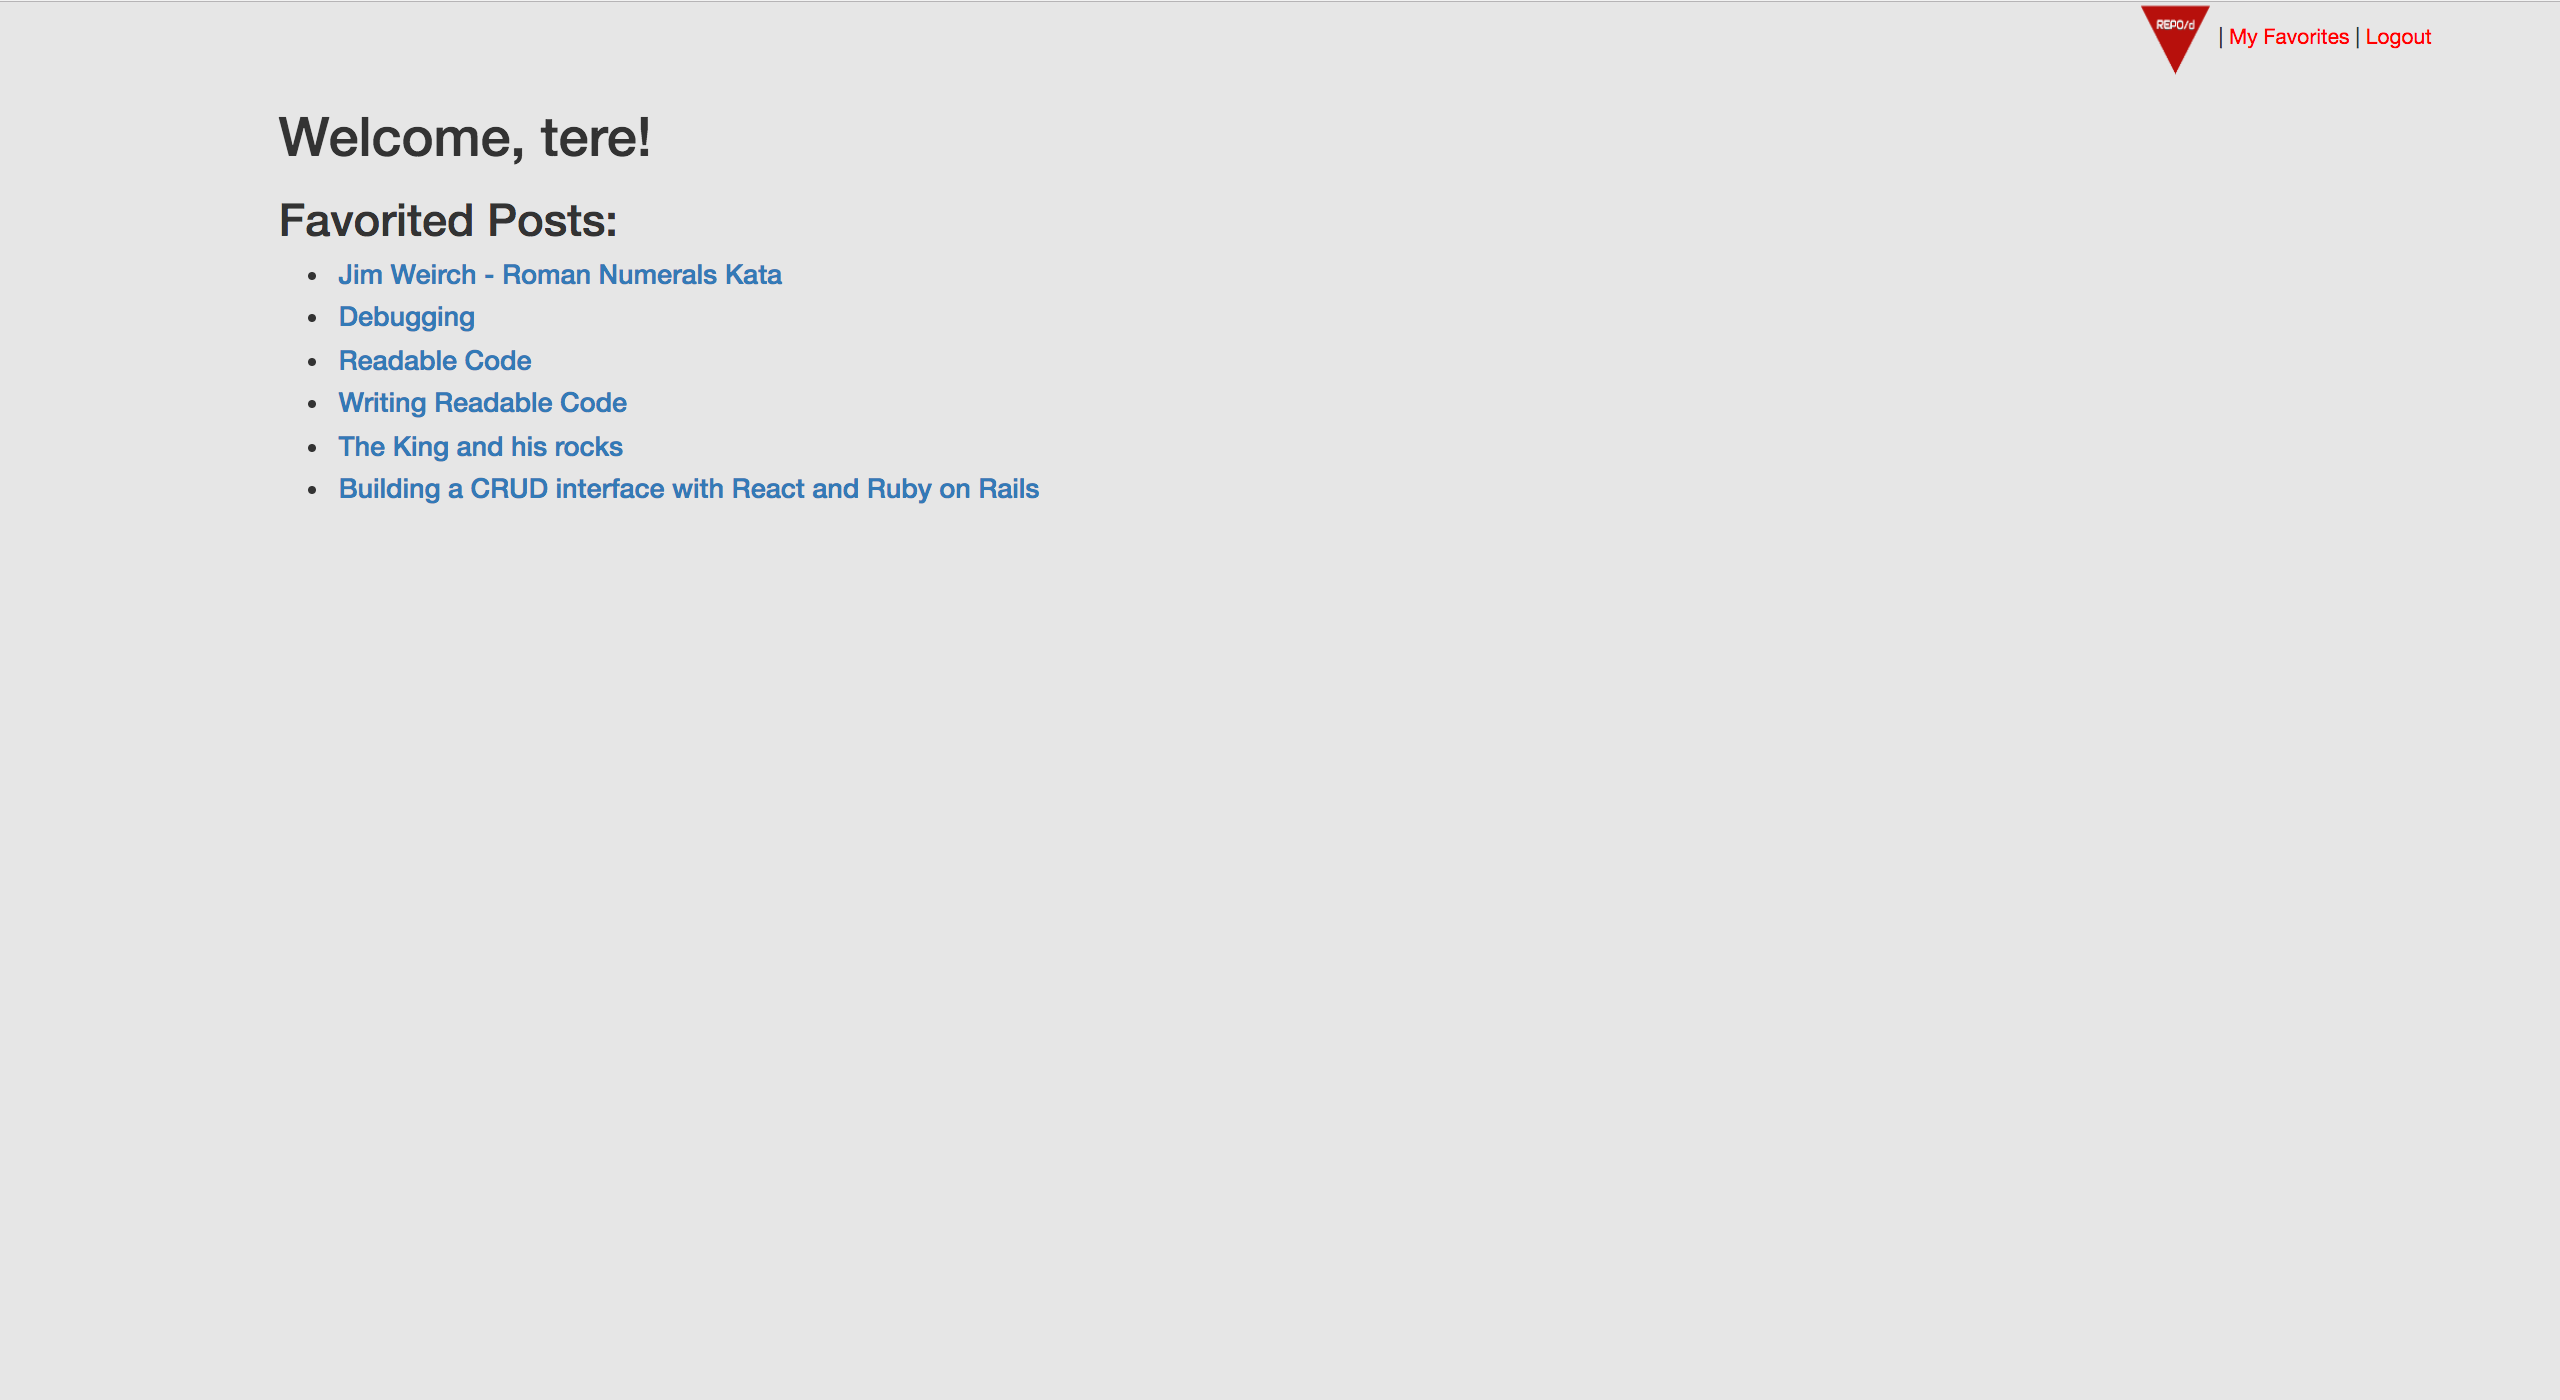 REPO/d | My Favorites | Logout
Welcome, tere!
Favorited Posts:
Jim Weirch - Roman Numerals Kata
Debugging
Readable Code
Writing Readable Code
The King and his rocks
Building a CRUD interface with React and Ruby on Rails